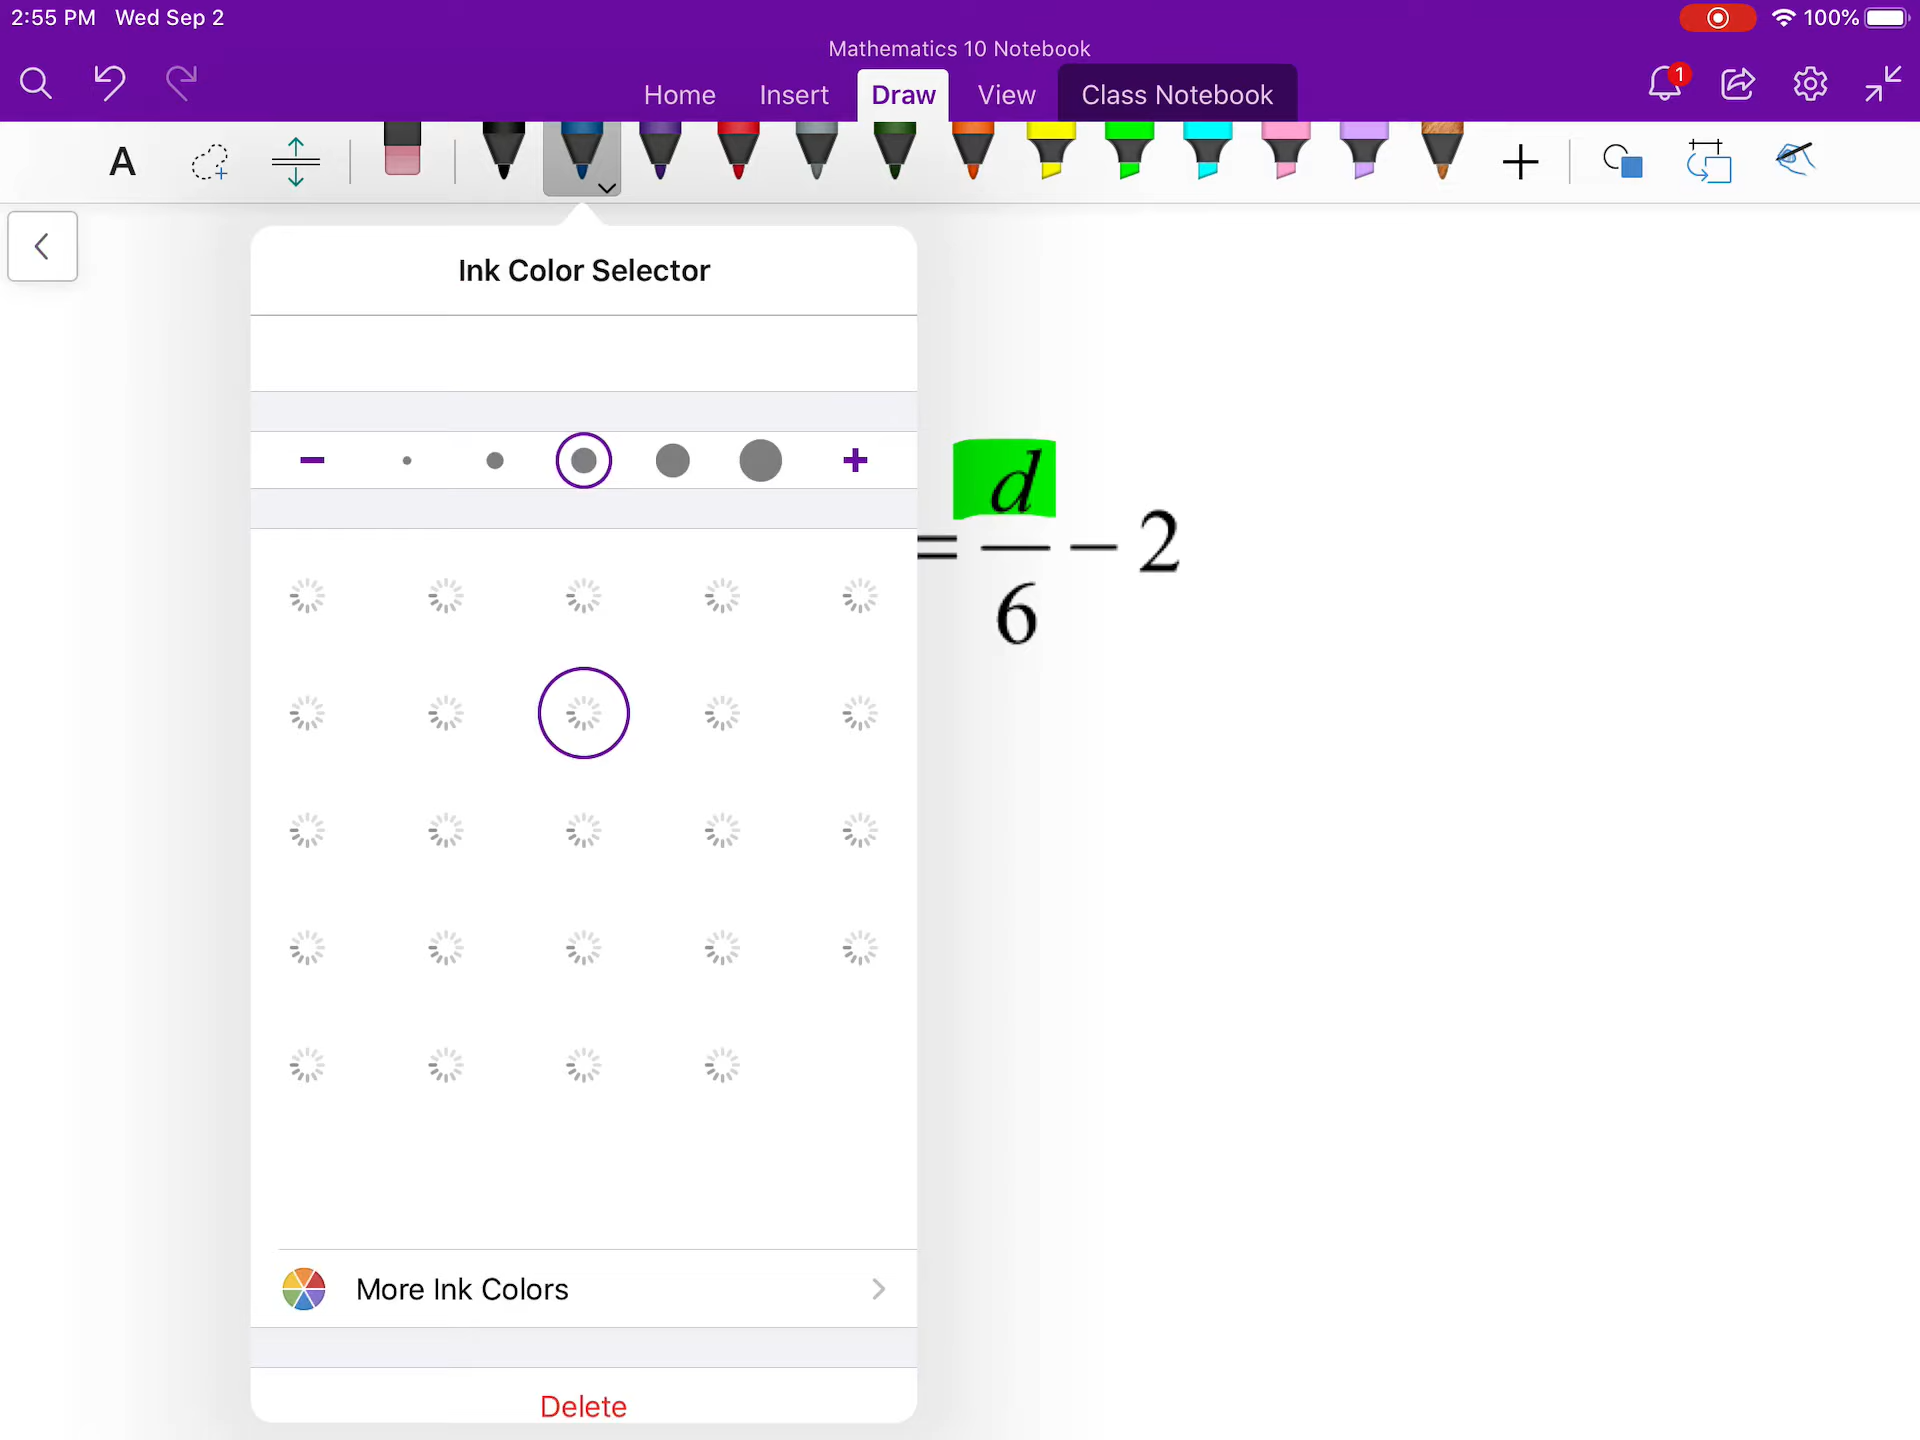 2:55 PM Wed Sep 2
100%
Mathematics 10 Notebook
Home Insert Draw View Class Notebook
1
A
Ink Color Selector
= d/6 − 2
More Ink Colors
Delete